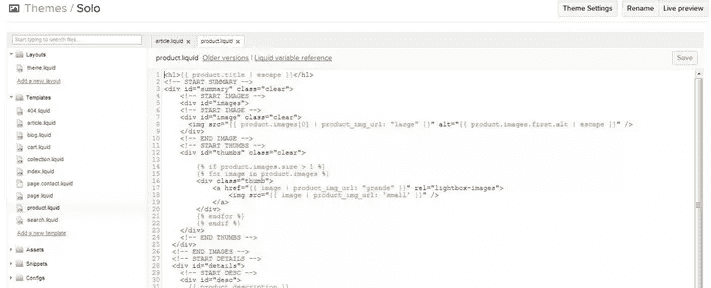 Themes / Solo
Theme Settings
Rename
Live preview
Start typing to search files...
Layouts
theme.liquid
Add a new layout
Templates
404.liquid
article.liquid
blog.liquid
cart.liquid
collection.liquid
index.liquid
page.contact.liquid
page.liquid
product.liquid
search.liquid
Add a new template
Assets
Snippets
Configs
article.liquid x
product.liquid x
product.liquid Older versions | Liquid variable reference
Save
1 <h1>{{ product.title | escape }}</h1>
2 <!-- START SUMMARY -->
3 <div id="summary" class="clear">
4 <!-- START IMAGES -->
5 <div id="images">
6 <!-- START IMAGE -->
7 <div id="image" class="clear">
8 <img src="{{ product.images[0] | product_img_url: "large" }}" alt="{{ product.images.first.alt | escape }}" />
9 </div>
10 <!-- END IMAGE -->
11 <!-- START THUMBS -->
12 <div id="thumbs" class="clear">
13
14 {% if product.images.size > 1 %}
15 {% for image in product.images %}
16 <div class="thumb">
17 <a href="{{ image | product_img_url: "grande" }}" rel="lightbox-images">
18 <img src="{{ image | product_img_url: 'small' }}" />
19 </a>
20 </div>
21 {% endfor %}
22 {% endif %}
23 </div>
24 <!-- END THUMBS -->
25 </div>
26 <!-- END IMAGES -->
27 <!-- START DETAILS -->
28 <div id="details">
29 <!-- START DESC -->
30 <div id="desc">
31 {{ product.description }}